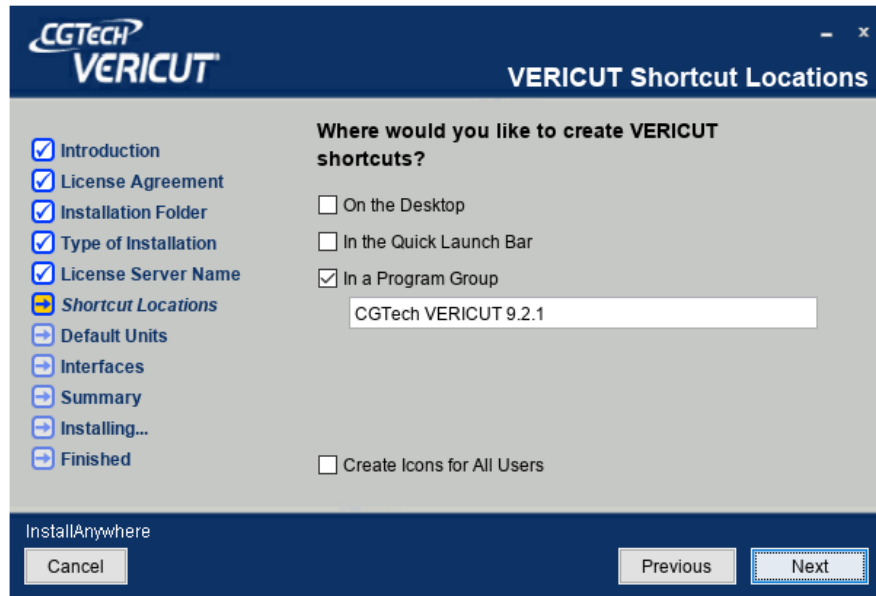 CGTECH
VERICUT
VERICUT Shortcut Locations
Introduction
License Agreement
Installation Folder
Type of Installation
License Server Name
Shortcut Locations
Default Units
Interfaces
Summary
Installing...
Finished
Where would you like to create VERICUT
shortcuts?
On the Desktop
In the Quick Launch Bar
In a Program Group
CGTech VERICUT 9.2.1
Create Icons for All Users
InstallAnywhere
Cancel
Previous
Next